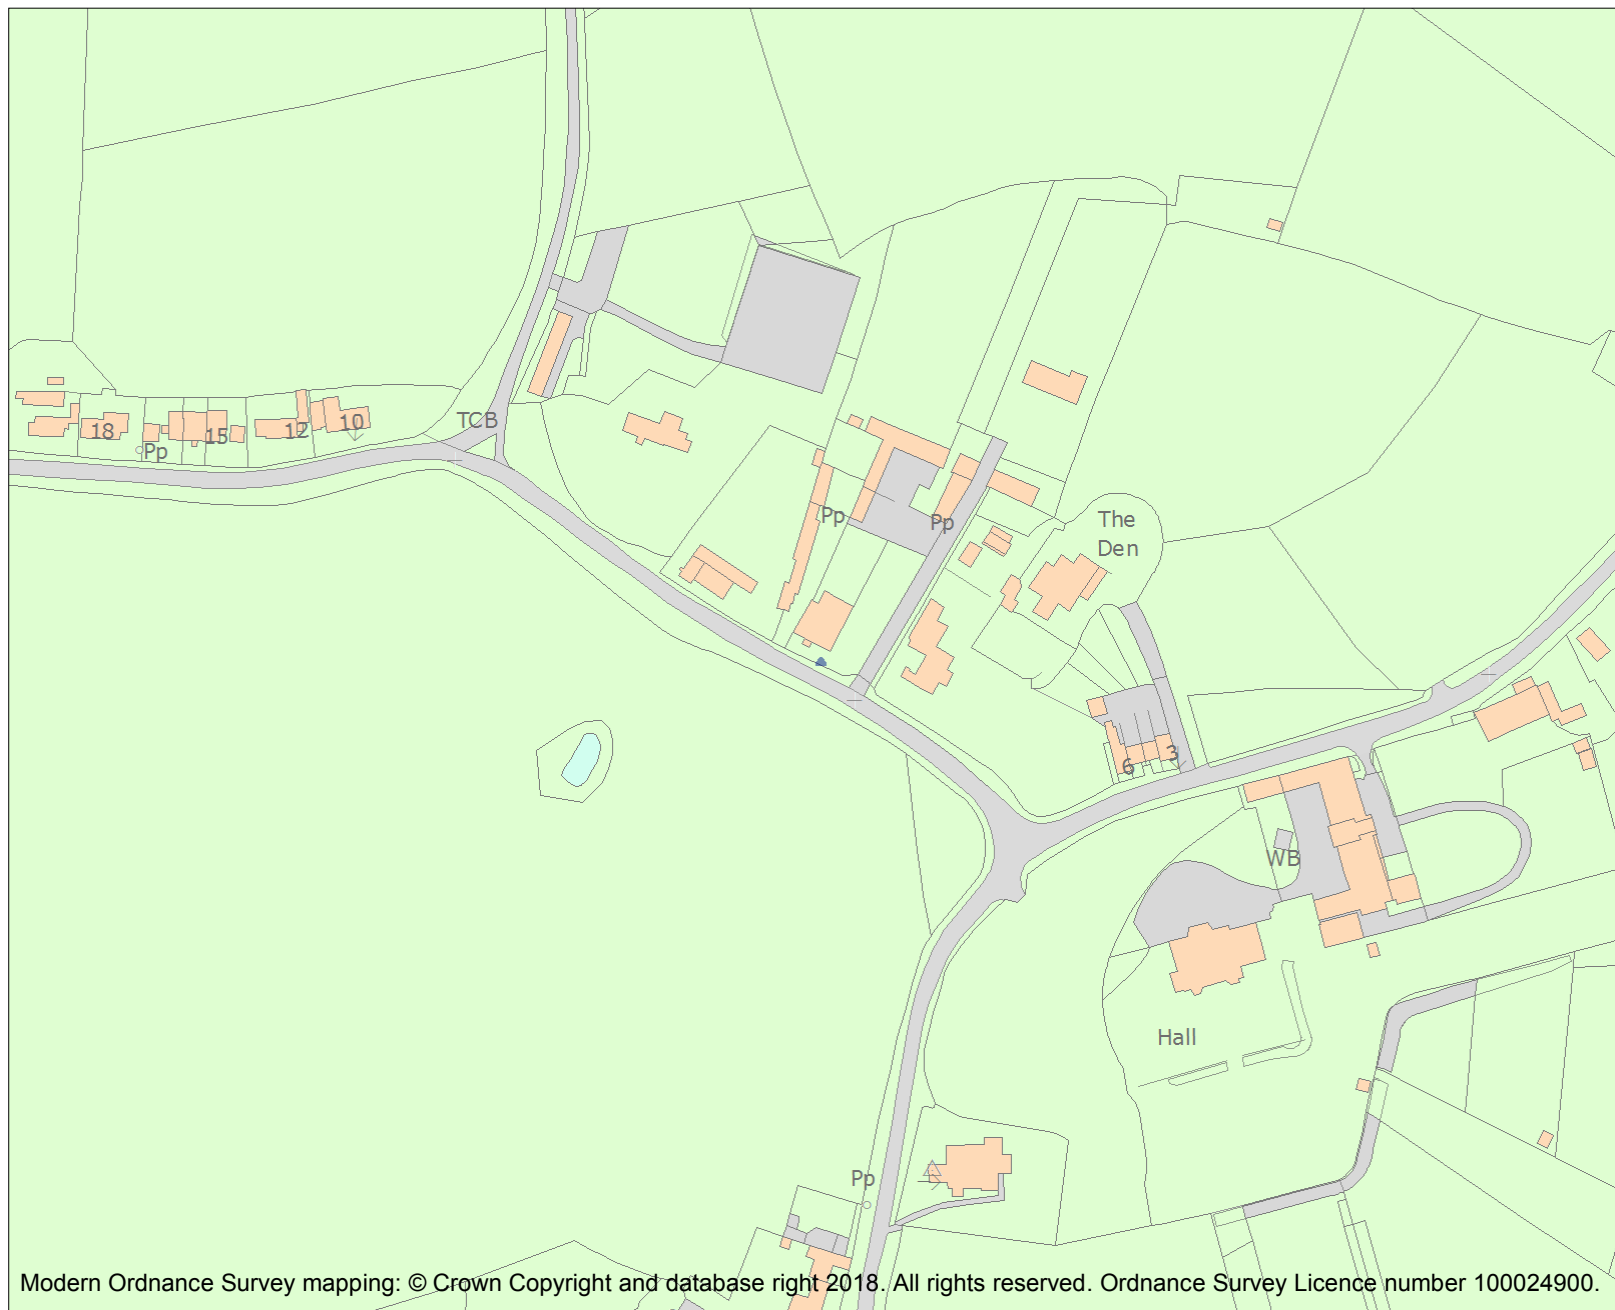 TCB
10
12
15
18
Pp
Pp
Pp
The
Den
3
6
WB
Hall
Pp
Modern Ordnance Survey mapping: © Crown Copyright and database right 2018. All rights reserved. Ordnance Survey Licence number 100024900.